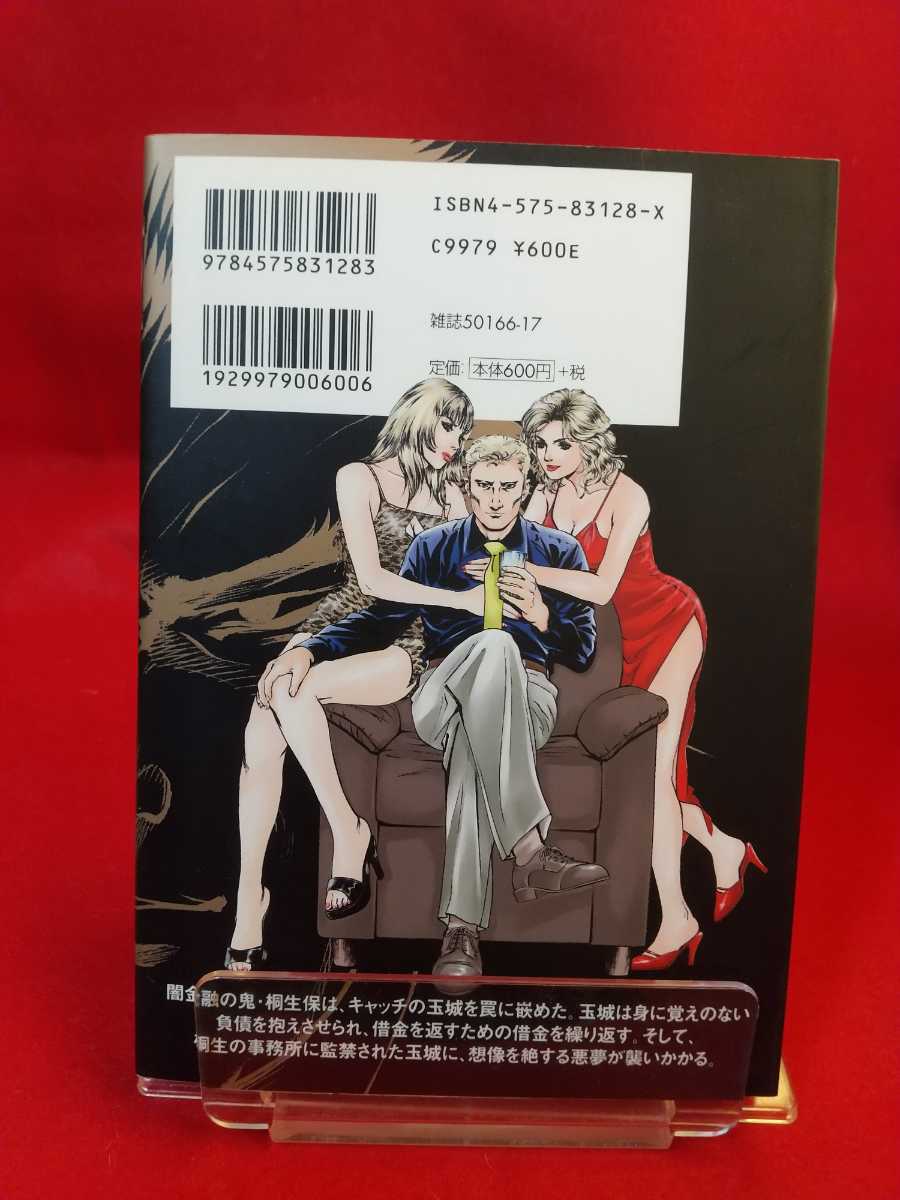 ISBN4-575-83128-X
C9979 ¥600E
9784575831283
雑誌50166-17
定価: 本体600円 +税
1929979006006
闇金融の鬼・桐生保は、キャッチの玉城を罠に嵌めた。玉城は身に覚えのない
負債を抱えさせられ、借金を返すための借金を繰り返す。そして、
桐生の事務所に監禁された玉城に、想像を絶する悪夢が襲いかかる。